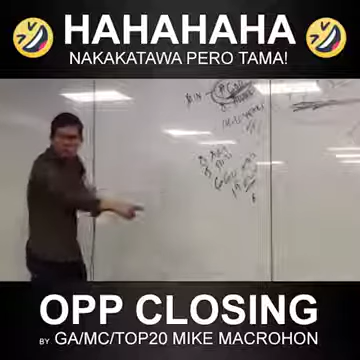 HAHAHAHA
NAKAKATAWA PERO TAMA!
OPP CLOSING
BY GA/MC/TOP20 MIKE MACROHON